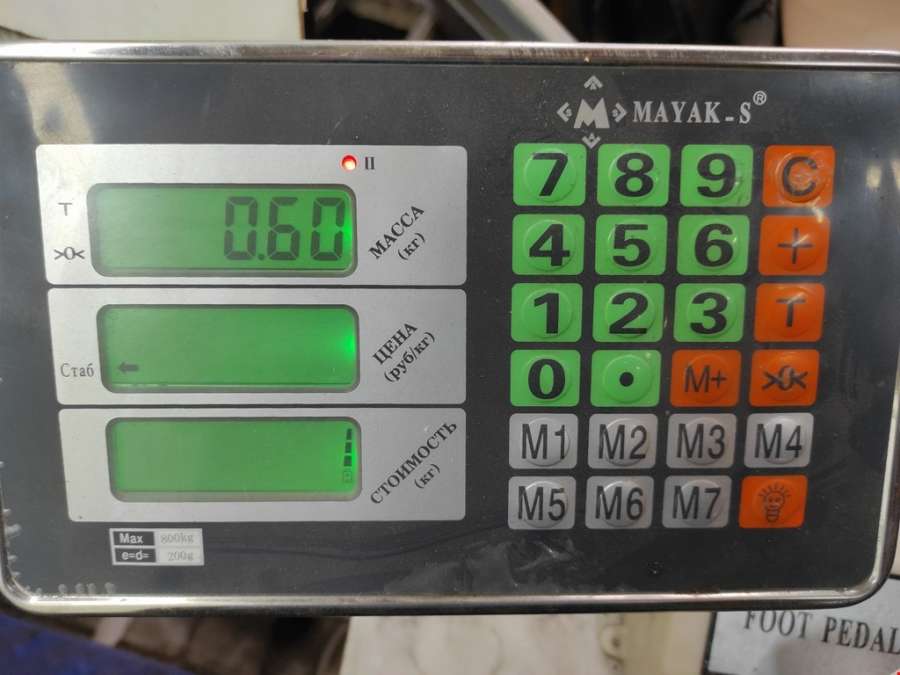 M MAYAK-S®
II
T
0.60
МАССА
(кг)
>0<
ЦЕНА
(руб/кг)
Стаб
СТОИМОСТЬ
(кг)
7 8 9 C
4 5 6 +
1 2 3 T
0 . M+ >0<
M1 M2 M3 M4
M5 M6 M7
Max 800kg
e=d= 200g
FOOT PEDAL